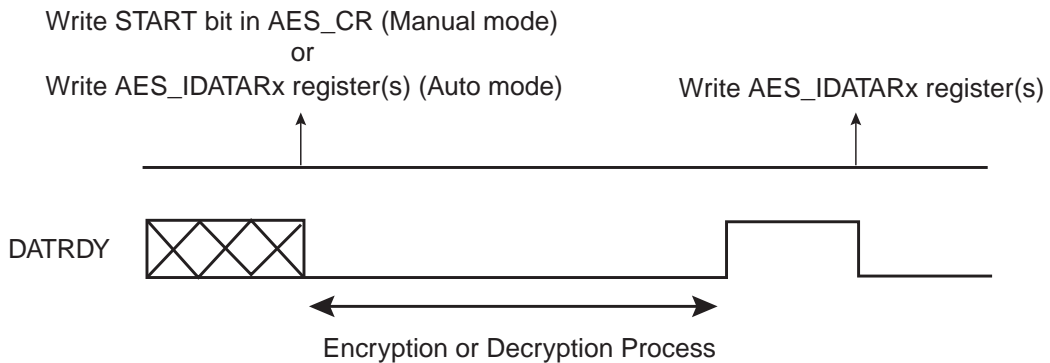 Write START bit in AES_CR (Manual mode)
or
Write AES_IDATARx register(s) (Auto mode)
Write AES_IDATARx register(s)
DATRDY
Encryption or Decryption Process